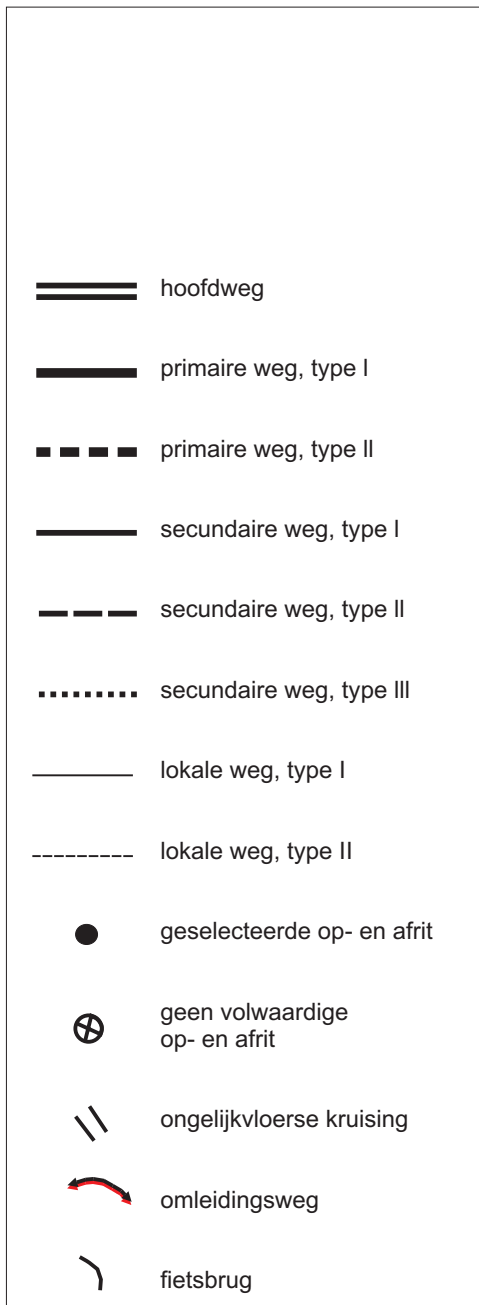 hoofdweg
primaire weg, type I
primaire weg, type II
secundaire weg, type I
secundaire weg, type II
secundaire weg, type III
lokale weg, type I
lokale weg, type II
geselecteerde op- en afrit
geen volwaardige
op- en afrit
ongelijkvloerse kruising
omleidingsweg
fietsbrug